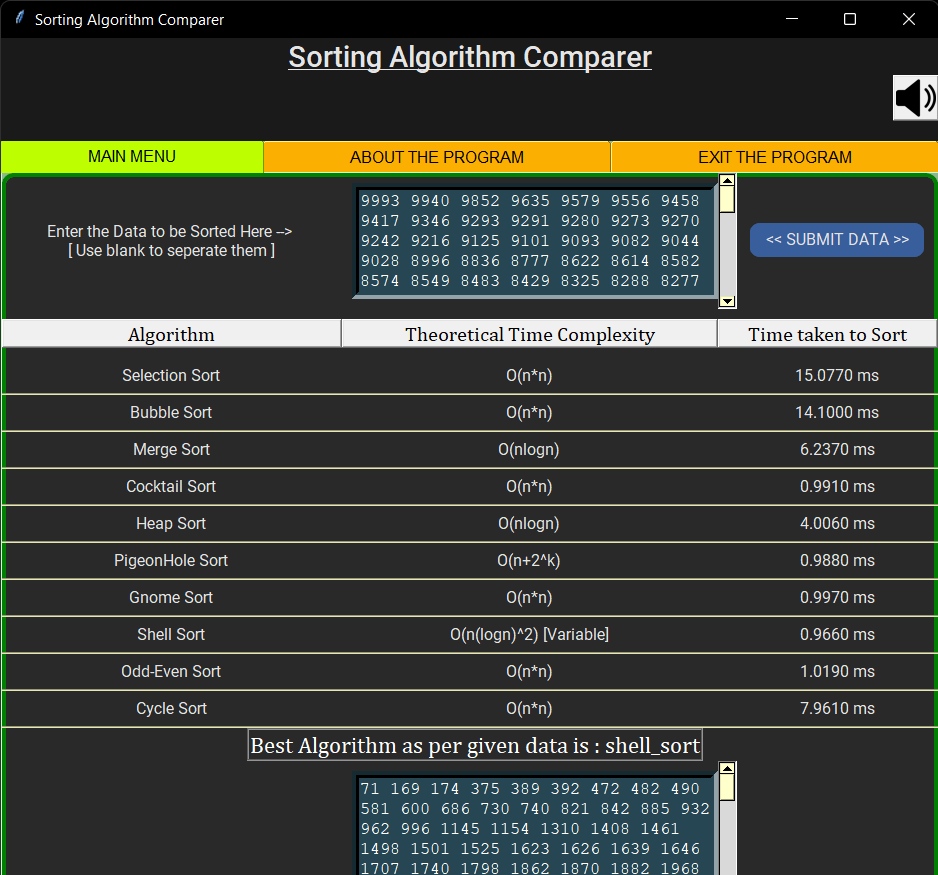 Sorting Algorithm Comparer
Sorting Algorithm Comparer
MAIN MENU ABOUT THE PROGRAM EXIT THE PROGRAM
Enter the Data to be Sorted Here -->
[ Use blank to seperate them ]
9993 9940 9852 9635 9579 9556 9458
9417 9346 9293 9291 9280 9273 9270
9242 9216 9125 9101 9093 9082 9044
9028 8996 8836 8777 8622 8614 8582
8574 8549 8483 8429 8325 8288 8277
<< SUBMIT DATA >>
Algorithm Theoretical Time Complexity Time taken to Sort
Selection Sort O(n*n) 15.0770 ms
Bubble Sort O(n*n) 14.1000 ms
Merge Sort O(nlogn) 6.2370 ms
Cocktail Sort O(n*n) 0.9910 ms
Heap Sort O(nlogn) 4.0060 ms
PigeonHole Sort O(n+2^k) 0.9880 ms
Gnome Sort O(n*n) 0.9970 ms
Shell Sort O(n(logn)^2) [Variable] 0.9660 ms
Odd-Even Sort O(n*n) 1.0190 ms
Cycle Sort O(n*n) 7.9610 ms
Best Algorithm as per given data is : shell_sort
71 169 174 375 389 392 472 482 490
581 600 686 730 740 821 842 885 932
962 996 1145 1154 1310 1408 1461
1498 1501 1525 1623 1626 1639 1646
1707 1740 1798 1862 1870 1882 1968